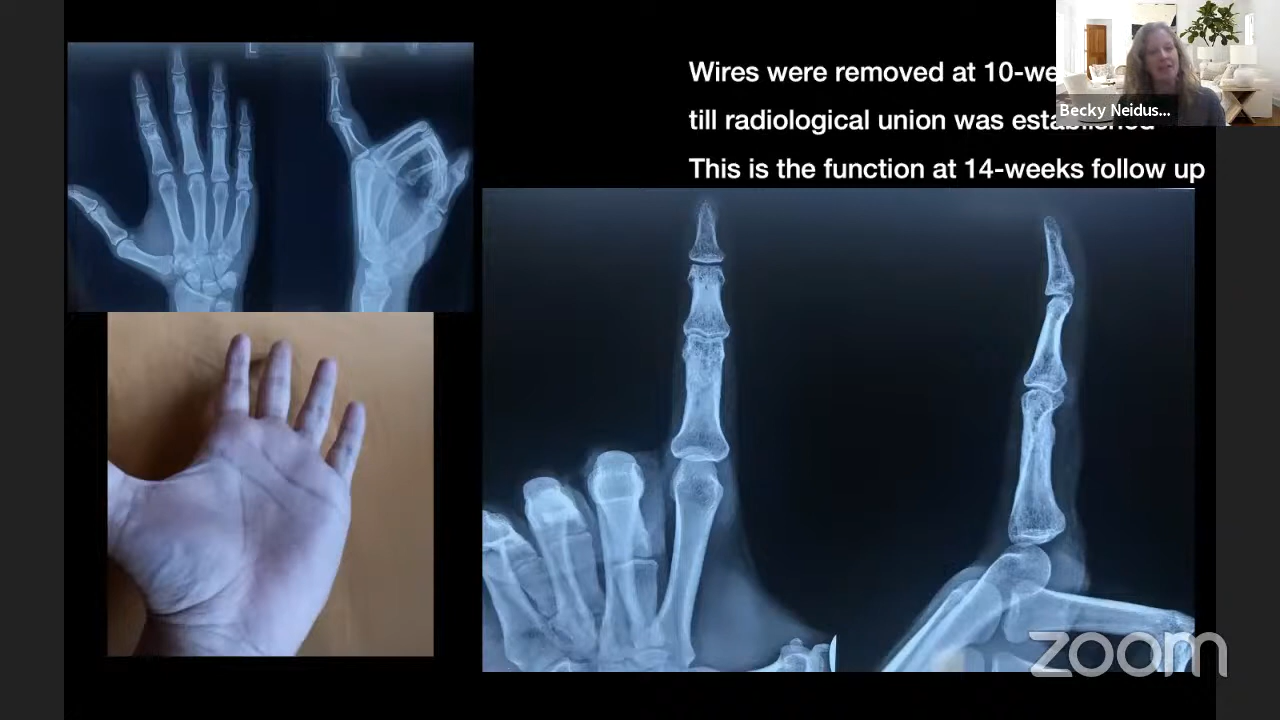 Wires were removed at 10-we
till radiological union was established
This is the function at 14-weeks follow up
Becky Neidus...
L
zoom